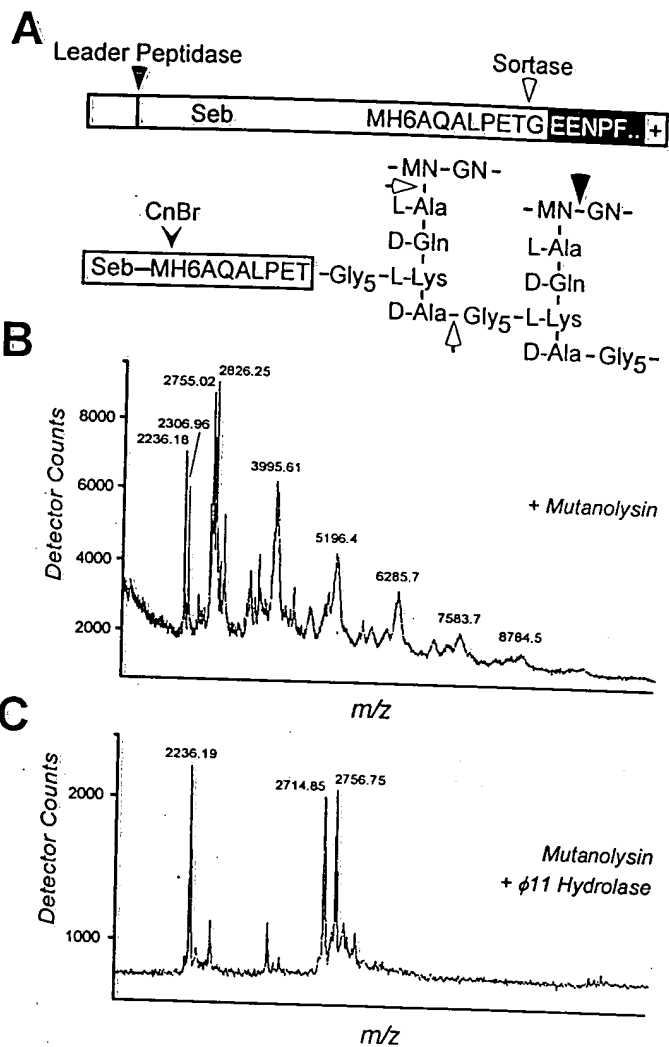 A
Leader Peptidase
Sortase
Seb
MH6AQALPETG
EENPF..
+
-MN-GN-
L-Ala
-MN-GN-
CnBr
D-Gln
L-Ala
Seb–MH6AQALPET
-Gly5-L-Lys
D-Gln
D-Ala-Gly5-L-Lys
D-Ala-Gly5-
B
Detector Counts
8000
6000
4000
2000
2236.18
2306.96
2755.02
2826.25
3995.61
5196.4
6285.7
7583.7
8784.5
+ Mutanolysin
m/z
C
Detector Counts
2000
1000
2236.19
2714.85
2756.75
Mutanolysin
+ ϕ11 Hydrolase
m/z